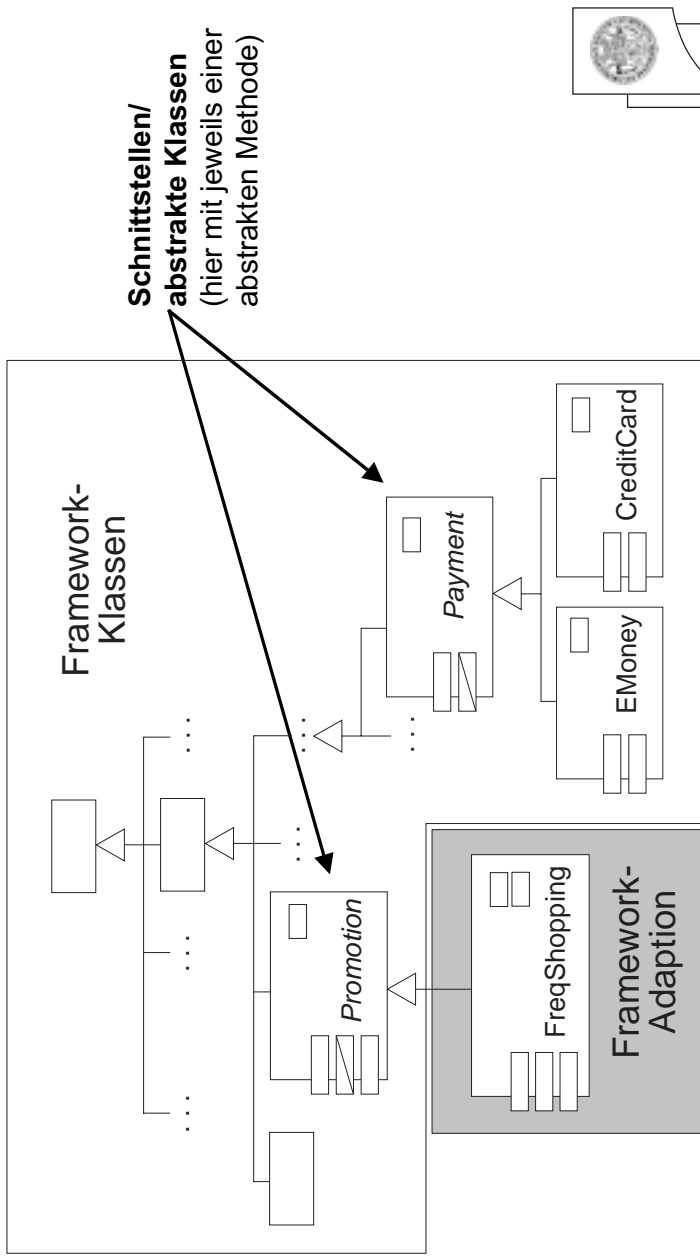 Schnittstellen/
abstrakte Klassen
(hier mit jeweils einer
abstrakten Methode)
Framework-
Klassen
...
...
...
...
...
...
Promotion
Payment
FreqShopping
EMoney
CreditCard
Framework-
Adaption